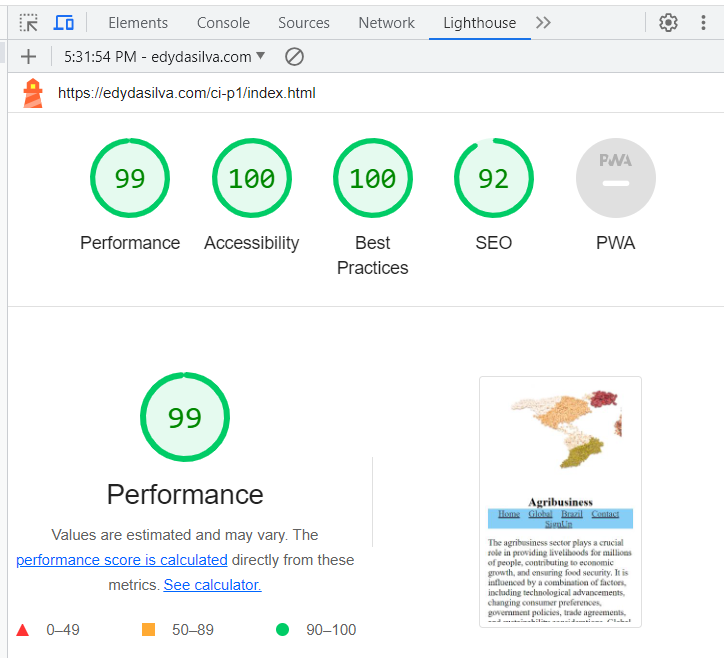 Elements Console Sources Network Lighthouse
5:31:54 PM - edydasilva.com
https://edydasilva.com/ci-p1/index.html
99 100 100 92 PWA
Performance Accessibility Best Practices SEO PWA
99
Performance
Values are estimated and may vary. The
performance score is calculated directly from these
metrics. See calculator.
0–49 50–89 90–100
Agribusiness
Home Global Brazil Contact
SignUp
The agribusiness sector plays a crucial
role in providing livelihoods for millions
of people, contributing to economic
growth, and ensuring food security. It is
influenced by a combination of factors,
including technological advancements,
changing consumer preferences,
government policies, trade agreements,
and sustainability considerations. Global